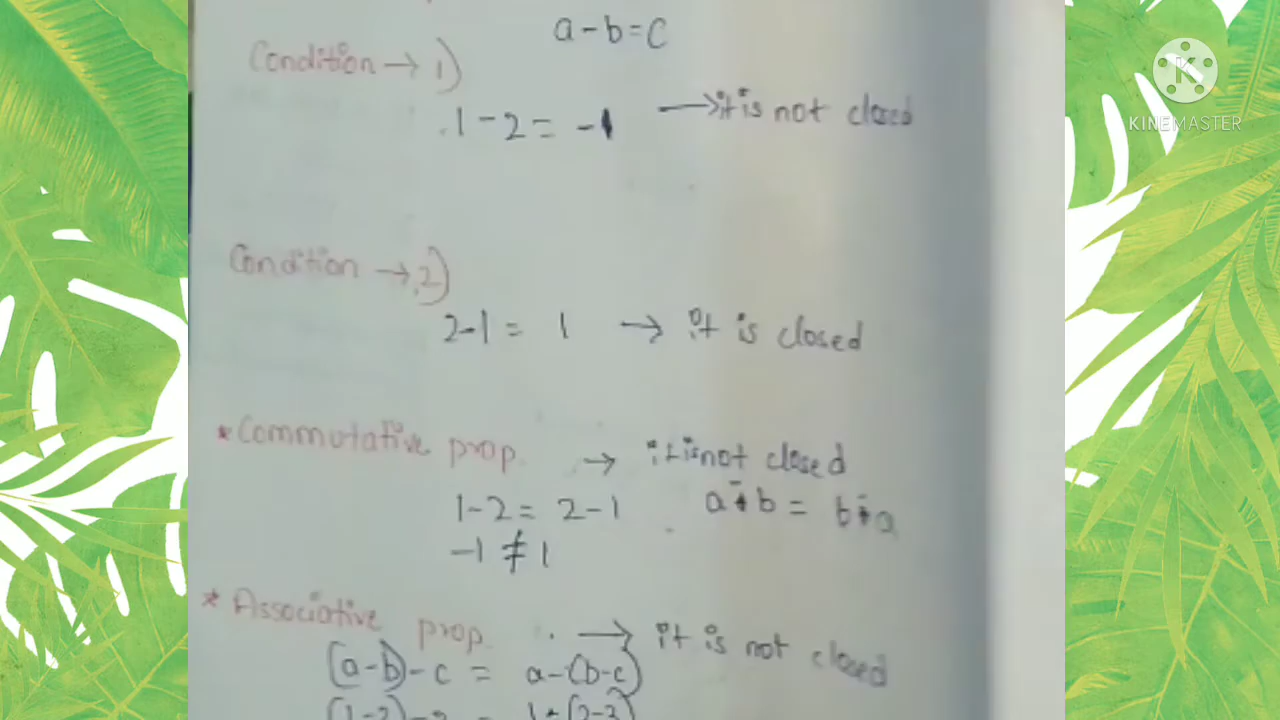 a-b=c
Condition → 1)
1-2 = -1 → it is not closed
Condition → 2)
2-1 = 1 → it is closed
* Commutative prop. → it is not closed
1-2 = 2-1 a-b = b-a
-1 ≠ 1
* Associative prop. → it is not closed
(a-b)-c = a-(b-c)
KINEMASTER